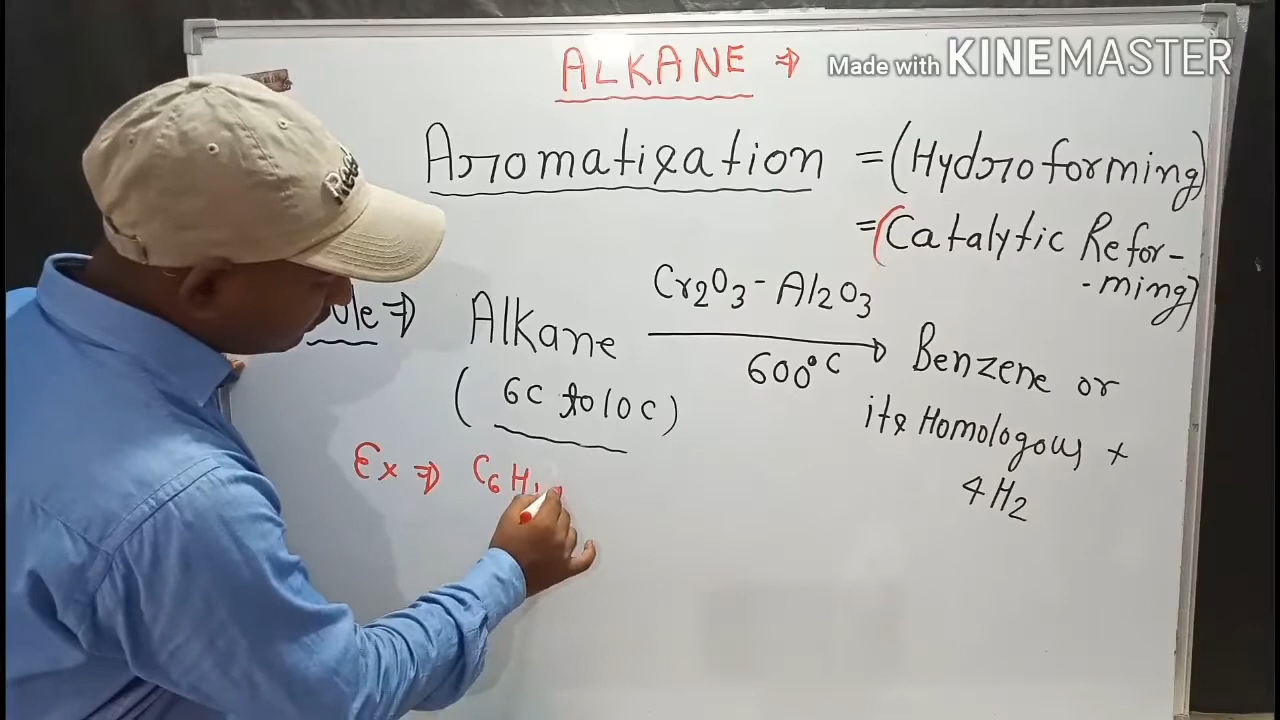 ALKANE ⇒
Made with KINEMASTER
Aromatization = (Hydroforming)
= (Catalytic Refor-
-ming)
Cr2O3 - Al2O3
ule ⇒ Alkane → Benzene or
600°C
(6C to 10C)
its Homologous +
4H2
Ex ⇒ C6H1